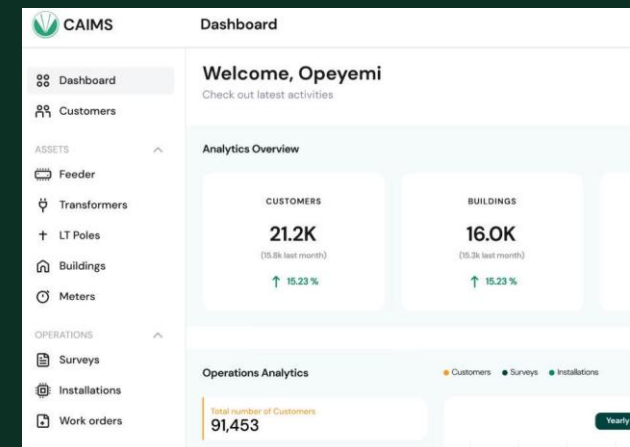 CAIMS
Dashboard
Dashboard
Customers
ASSETS
Feeder
Transformers
LT Poles
Buildings
Meters
OPERATIONS
Surveys
Installations
Work orders
Welcome, Opeyemi
Check out latest activities
Analytics Overview
CUSTOMERS
21.2K
(15.8k last month)
↑ 15.23 %
BUILDINGS
16.0K
(15.3k last month)
↑ 15.23 %
Operations Analytics
Customers Surveys Installations
Total number of Customers
91,453
Yearly